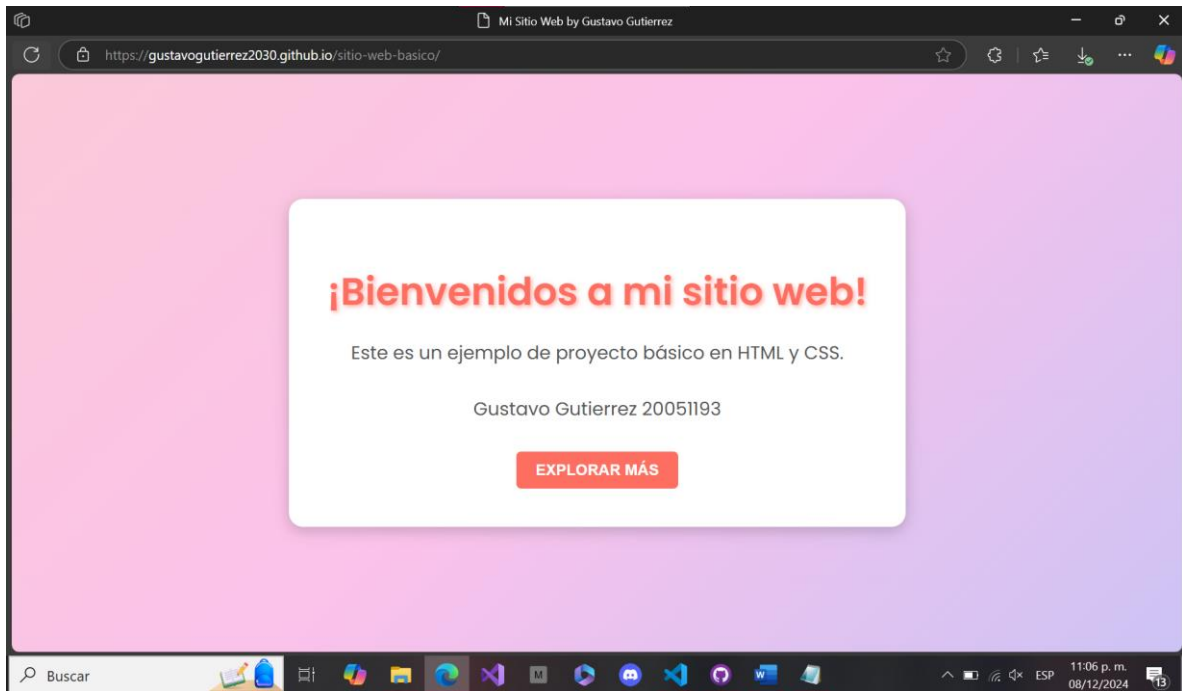 Mi Sitio Web by Gustavo Gutierrez
https://gustavogutierrez2030.github.io/sitio-web-basico/
¡Bienvenidos a mi sitio web!
Este es un ejemplo de proyecto básico en HTML y CSS.
Gustavo Gutierrez 20051193
EXPLORAR MÁS
Buscar
M
W
ESP
11:06 p. m.
08/12/2024
13